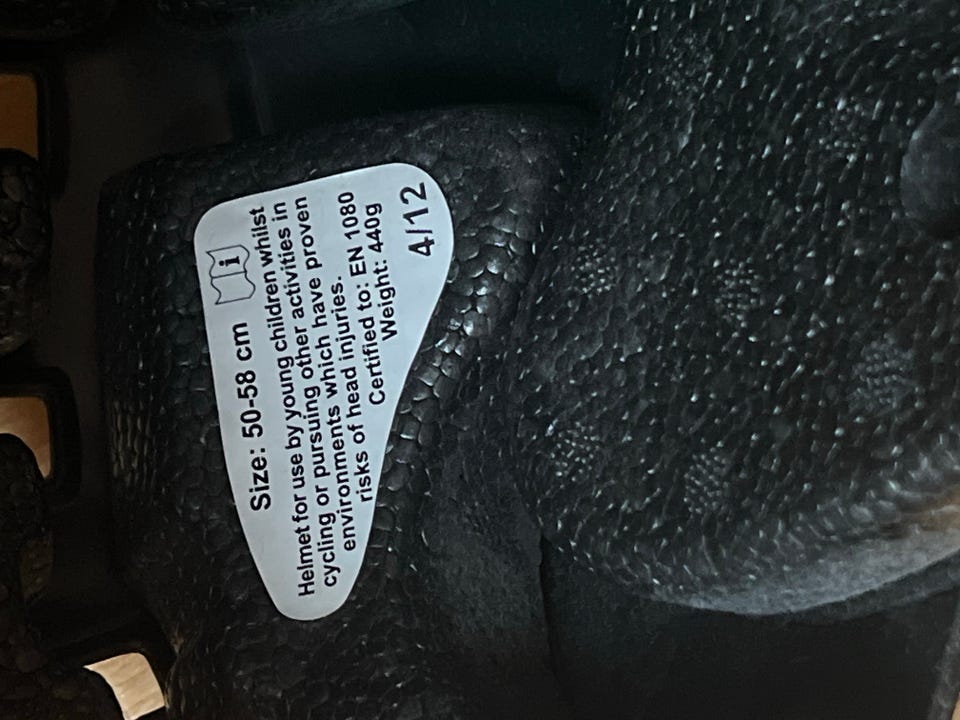 Size: 50-58 cm
Helmet for use by young children whilst
cycling or pursuing other activities in
environments which have proven
risks of head injuries.
Certified to: EN 1080
Weight: 440g
4/12